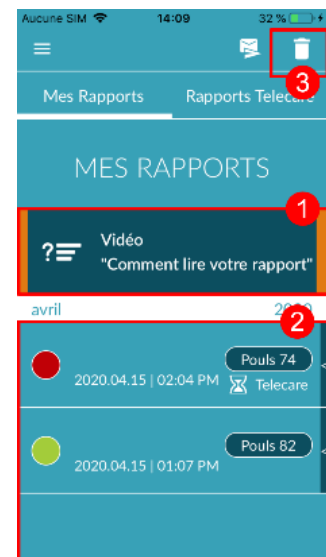 Aucune SIM 14:09 32 %
3
Mes Rapports Rapports Telecare
MES RAPPORTS
1
Vidéo
"Comment lire votre rapport"
avril
2
Pouls 74
2020.04.15 | 02:04 PM Telecare
Pouls 82
2020.04.15 | 01:07 PM